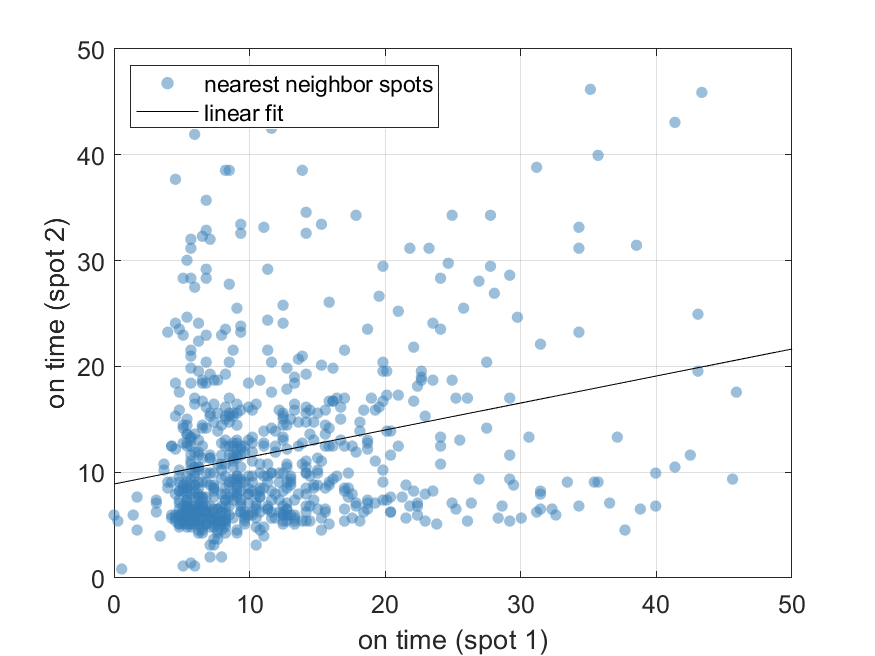 50
nearest neighbor spots
linear fit
40
30
20
10
0
0 10 20 30 40 50
on time (spot 1)
on time (spot 2)